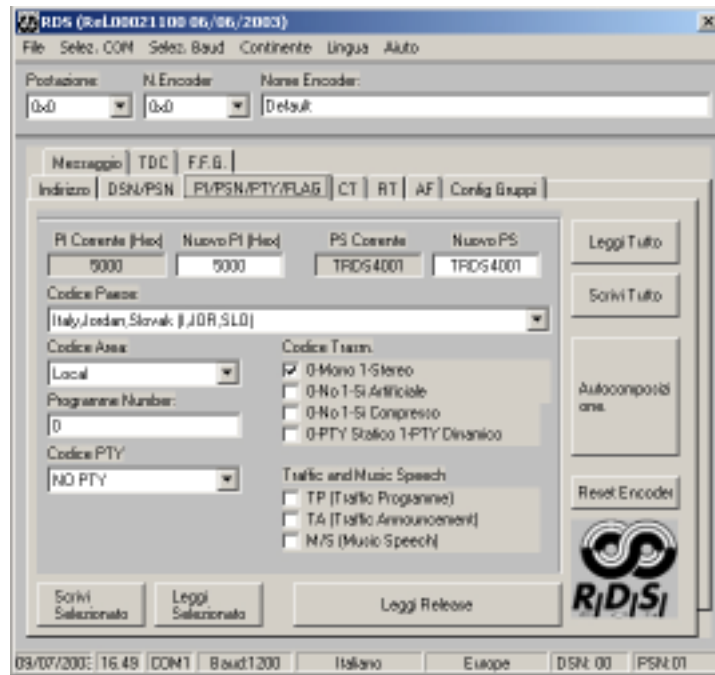 RDS (Rel.00021100 06/06/2003)
File Selez. COM Selez. Baud Continente Lingua Aiuto
Postazione: N.Encoder Nome Encoder:
0x0 0x0 Default
Messaggio TDC F.F.G.
Indirizzo DSN/PSN PI/PSN/PTY/FLAG CT RT AF Config Gruppi
PI Corrente (Hex) Nuovo PI (Hex) PS Corrente Nuovo PS
5000 5000 TRDS4001 TRDS4001
Leggi Tutto
Codice Paese:
Italy,Jordan,Slovak (I,JOR,SLO)
Scrivi Tutto
Codice Area: Codice Trasm.
Local 0-Mono 1-Stereo
0-No 1-Si Artificiale
Programme Number: 0-No 1-Si Compresso
0 0-PTY Statico 1-PTY Dinamico
Autocomposizi
one.
Codice PTY
NO PTY
Traffic and Music Speech
TP (Traffic Programme)
TA (Traffic Announcement)
M/S (Music Speech)
Reset Encoder
RDS
Scrivi
Selezionato
Leggi
Selezionato
Leggi Release
09/07/200 16.49 COM1 Baud:1200 Italiano Europe DSN: 00 PSN:01